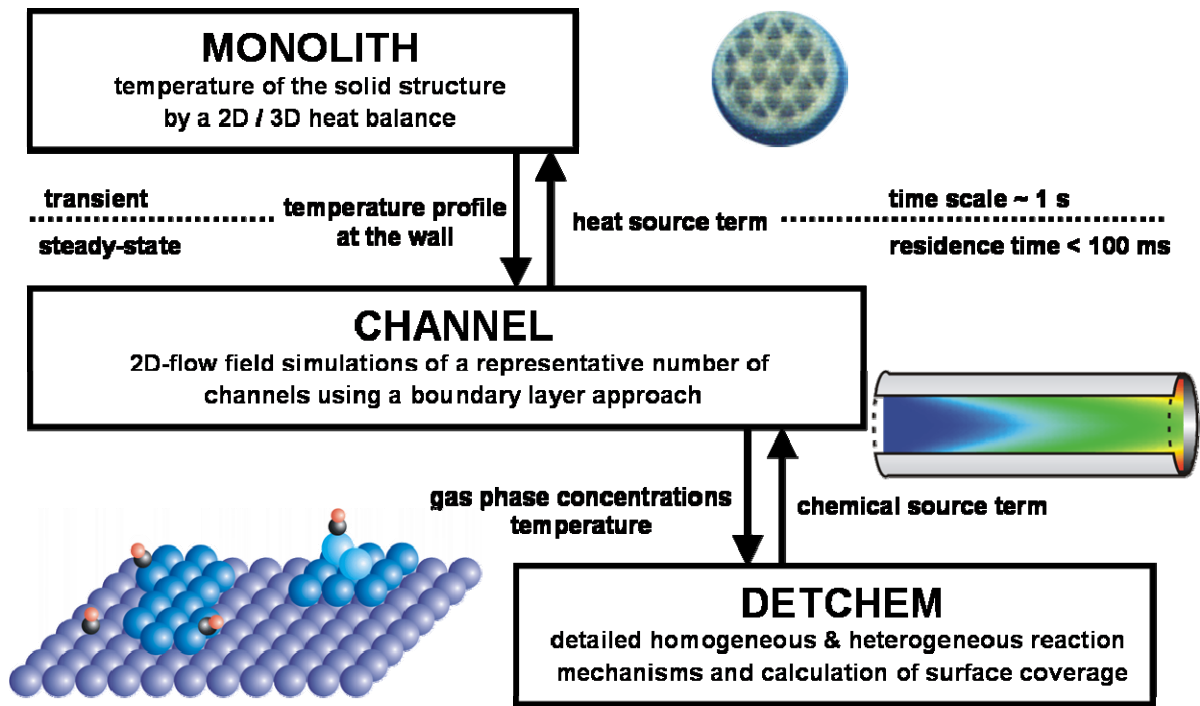 MONOLITH
temperature of the solid structure
by a 2D / 3D heat balance
transient
steady-state
temperature profile
at the wall
heat source term
time scale ~ 1 s
residence time < 100 ms
CHANNEL
2D-flow field simulations of a representative number of
channels using a boundary layer approach
gas phase concentrations
temperature
chemical source term
DETCHEM
detailed homogeneous & heterogeneous reaction
mechanisms and calculation of surface coverage